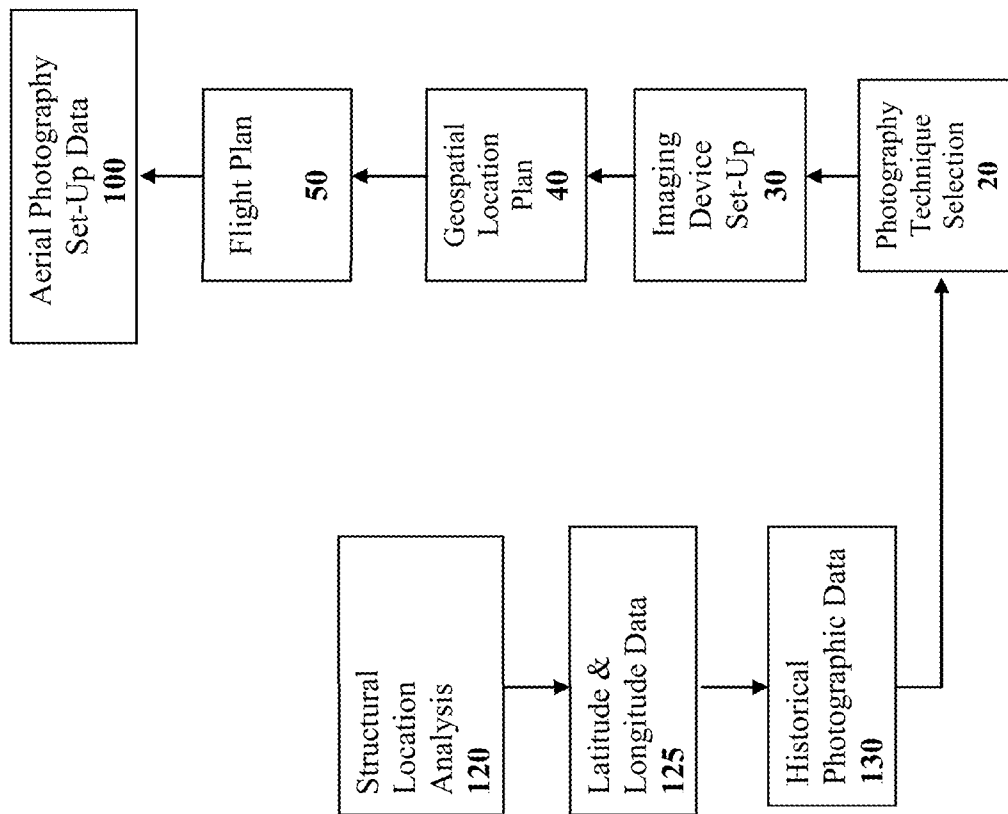 Structural
Location
Analysis
120
Latitude &
Longitude Data
125
Historical
Photographic Data
130
Photography
Technique
Selection
20
Imaging
Device
Set-Up
30
Geospatial
Location
Plan
40
Flight Plan
50
Aerial Photography
Set-Up Data
100